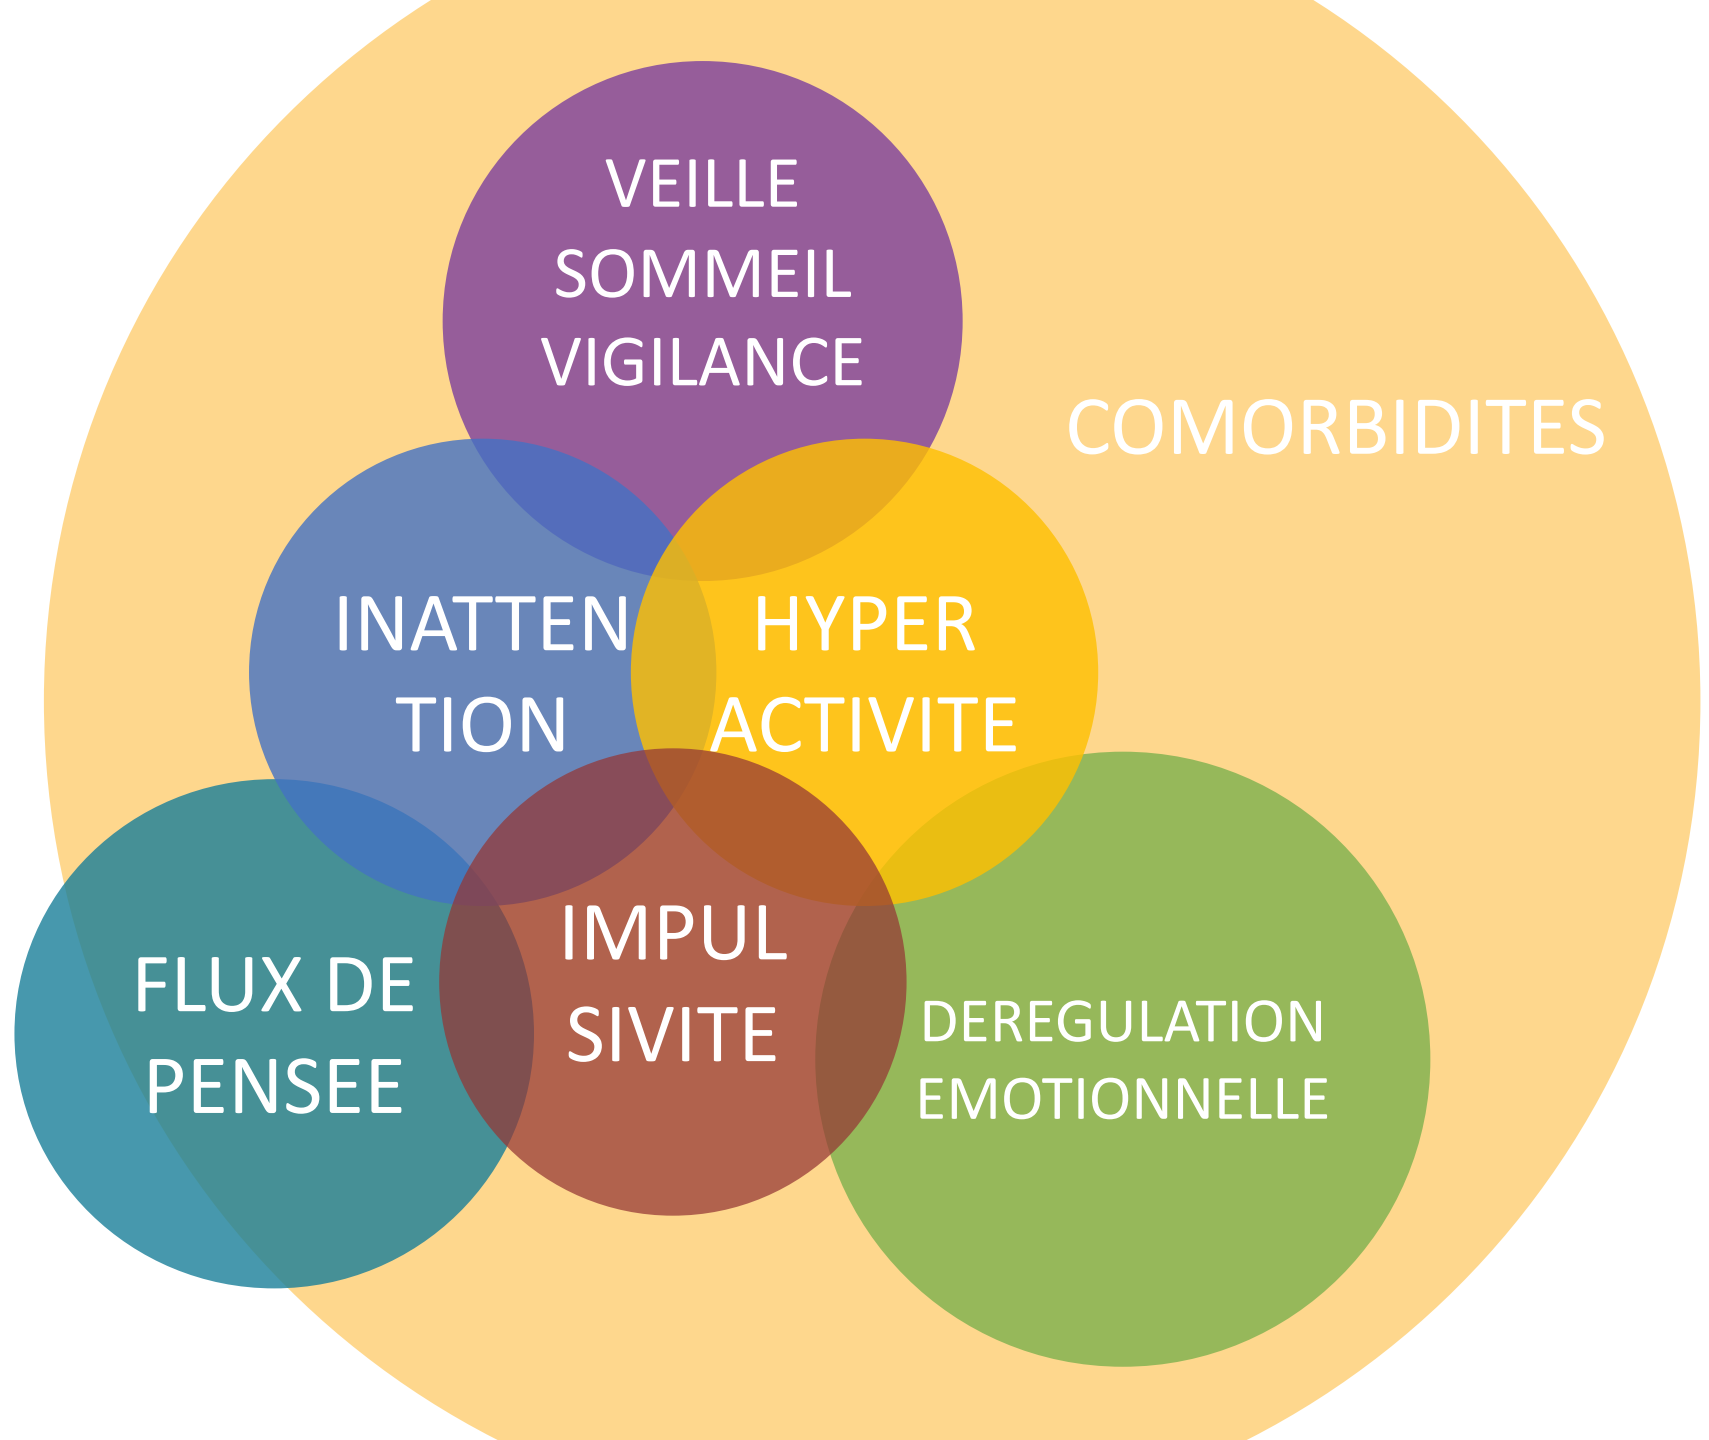 VEILLE
SOMMEIL
VIGILANCE
COMORBIDITES
INATTEN
TION
HYPER
ACTIVITE
FLUX DE
PENSEE
IMPUL
SIVITE
DEREGULATION
EMOTIONNELLE